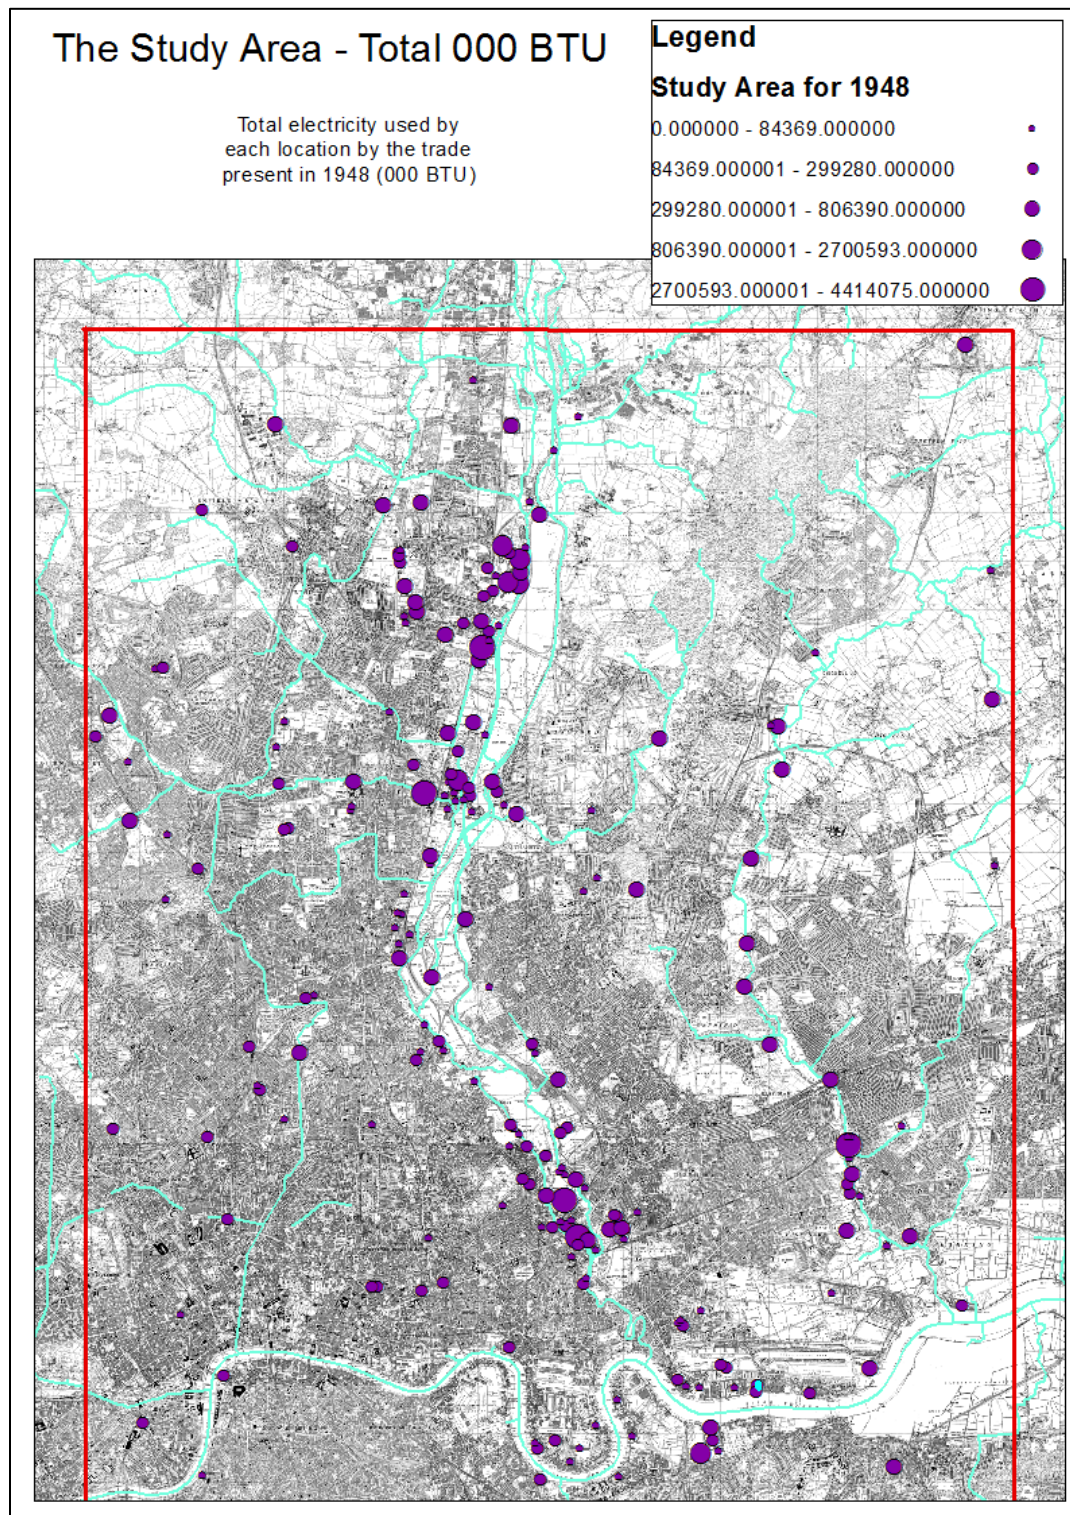 The Study Area - Total 000 BTU
Total electricity used by
each location by the trade
present in 1948 (000 BTU)
Legend
Study Area for 1948
0.000000 - 84369.000000
84369.000001 - 299280.000000
299280.000001 - 806390.000000
806390.000001 - 2700593.000000
2700593.000001 - 4414075.000000